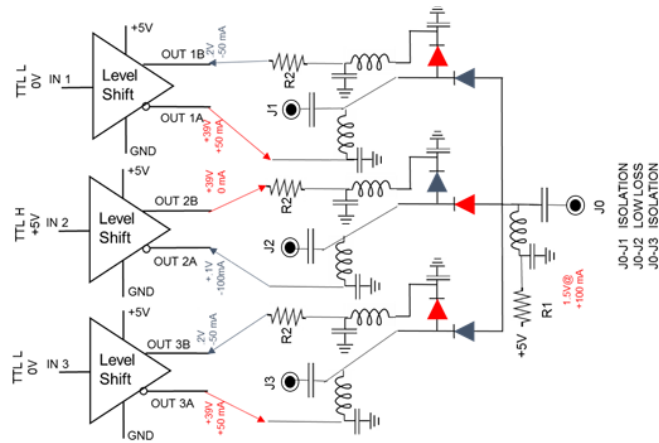 +5V
TTL L
0V
IN 1
Level
Shift
OUT 1B
.2V
-50 mA
R2
OUT 1A
+39V
+50 mA
GND
J1
+5V
TTL H
+5V
IN 2
Level
Shift
OUT 2B
+39V
0 mA
R2
OUT 2A
+.1V
-100mA
GND
J2
+5V
TTL L
0V
IN 3
Level
Shift
OUT 3B
.2V
-50 mA
R2
OUT 3A
+39V
+50 mA
GND
J3
J0
R1
+5V
1.5V@
+100 mA
J0-J1 ISOLATION
J0-J2 LOW LOSS
J0-J3 ISOLATION